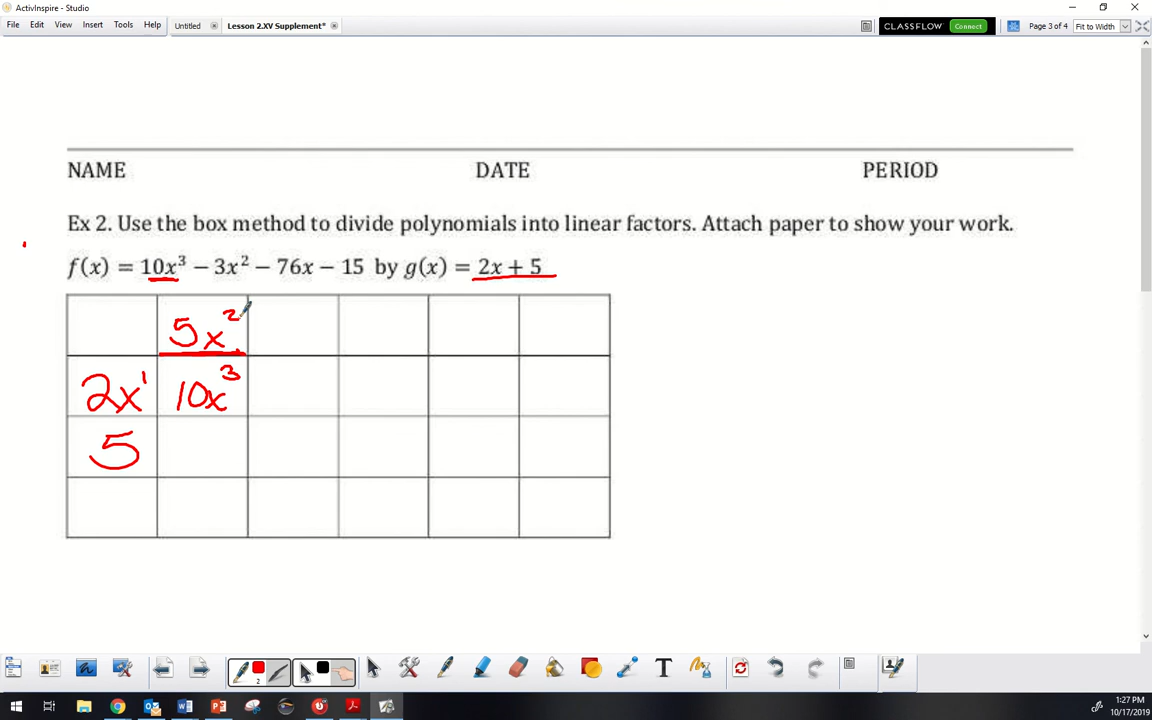 ActivInspire - Studio
File Edit View Insert Tools Help Untitled Lesson 2.XV Supplement* CLASSFLOW Connect Page 3 of 4 Fit to Width
NAME DATE PERIOD
Ex 2. Use the box method to divide polynomials into linear factors. Attach paper to show your work.
f(x) = 10x³ − 3x² − 76x − 15 by g(x) = 2x + 5
5x²
2x¹ 10x³
5
2 T
1:27 PM
10/17/2019